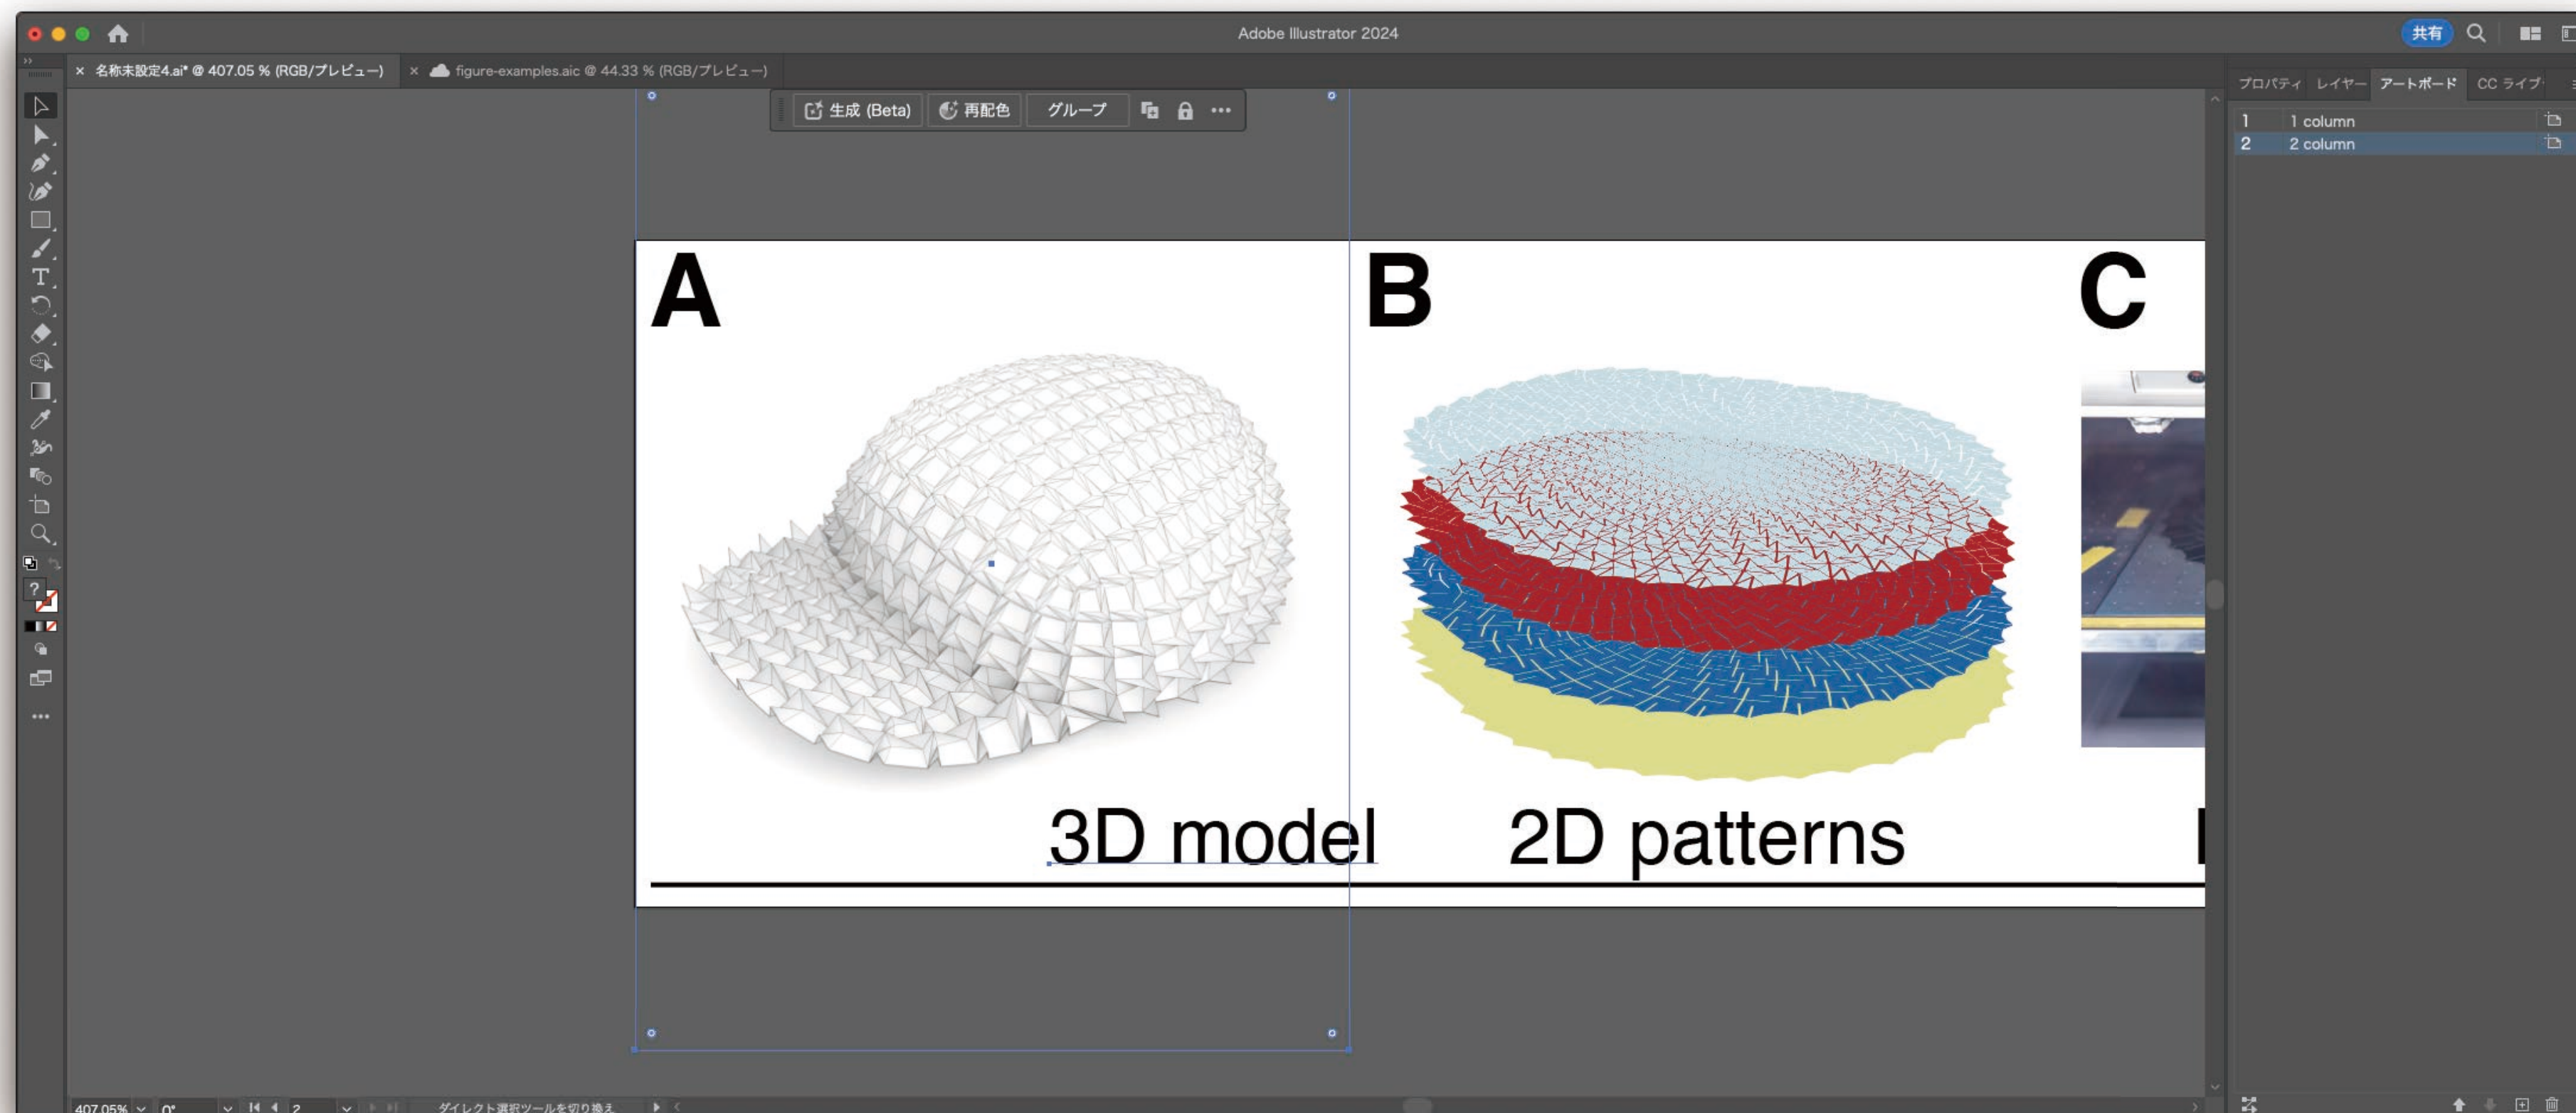 Adobe Illustrator 2024
共有
× 名称未設定4.ai* @ 407.05 % (RGB/プレビュー)
× figure-examples.aic @ 44.33 % (RGB/プレビュー)
生成 (Beta) 再配色 グループ
プロパティ レイヤー アートボード CC ライブ
1 1 column
2 2 column
A B C
3D model 2D patterns
407.05% 0° 2 ダイレクト選択ツールを切り換え